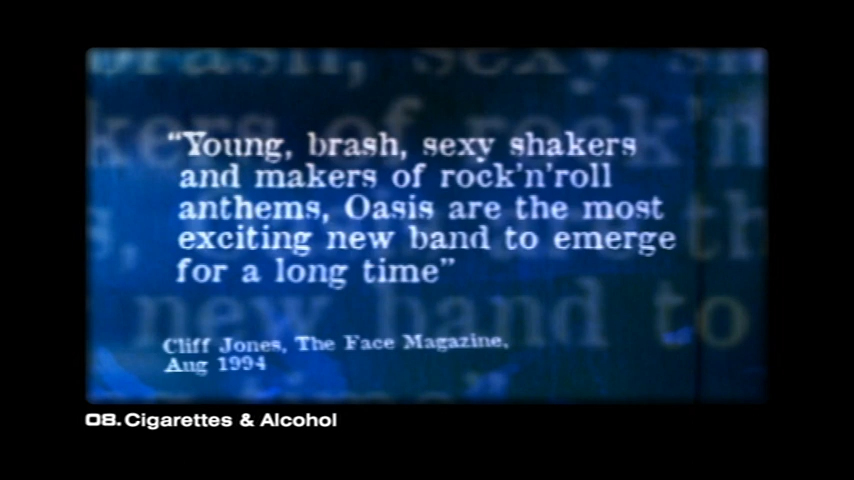 “Young, brash, sexy shakers
and makers of rock’n’roll
anthems, Oasis are the most
exciting new band to emerge
for a long time”
Cliff Jones, The Face Magazine,
Aug 1994
08. Cigarettes & Alcohol